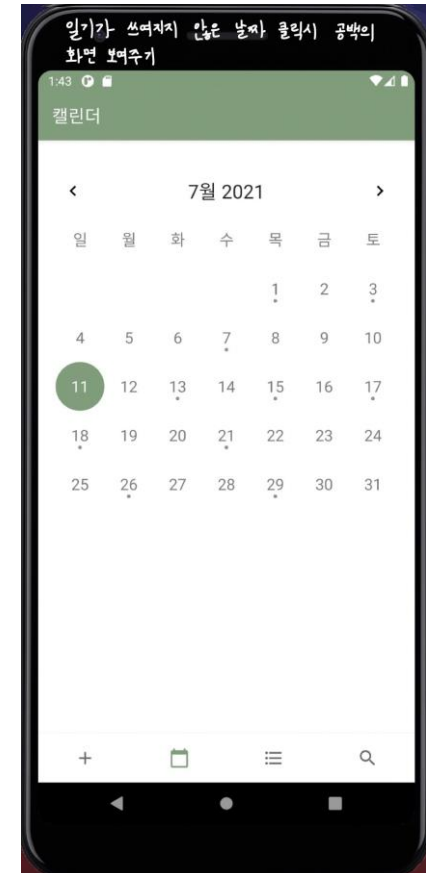 일기가 쓰여지지 않은 날짜 클릭시 공백의
화면 보여주기
1:43
캘린더
7월 2021
일 월 화 수 목 금 토
1 2 3
4 5 6 7 8 9 10
11 12 13 14 15 16 17
18 19 20 21 22 23 24
25 26 27 28 29 30 31